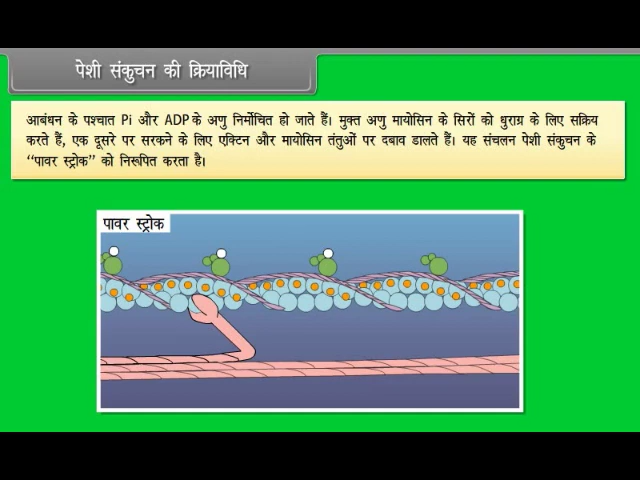 पेशी संकुचन की क्रियाविधि
आबंधन के पश्चात Pi और ADP के अणु निर्मोचित हो जाते हैं। मुक्त अणु मायोसिन के सिरों को धुराग्र के लिए सक्रिय
करते हैं, एक दूसरे पर सरकने के लिए एक्टिन और मायोसिन तंतुओं पर दबाव डालते हैं। यह संचलन पेशी संकुचन के
“पावर स्ट्रोक” को निरूपित करता है।
पावर स्ट्रोक